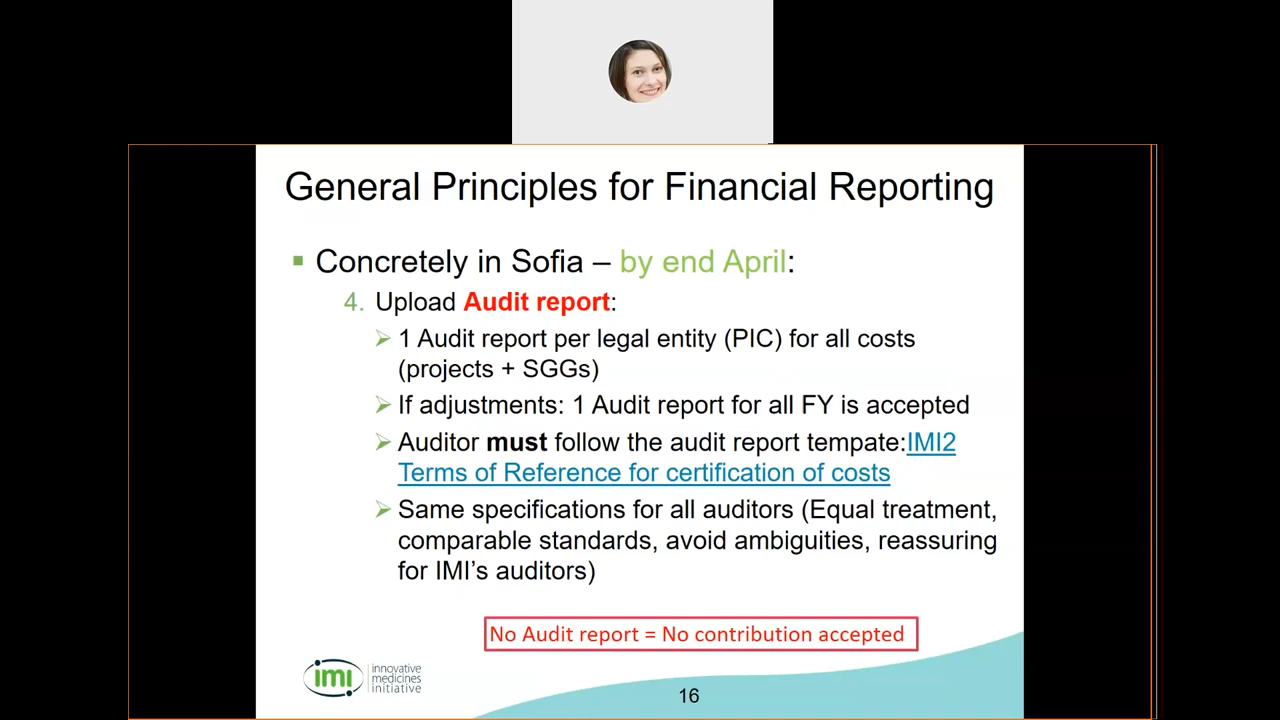 General Principles for Financial Reporting
▪ Concretely in Sofia – by end April:
4. Upload Audit report:
➢ 1 Audit report per legal entity (PIC) for all costs
(projects + SGGs)
➢ If adjustments: 1 Audit report for all FY is accepted
➢ Auditor must follow the audit report tempate:IMI2
Terms of Reference for certification of costs
➢ Same specifications for all auditors (Equal treatment,
comparable standards, avoid ambiguities, reassuring
for IMI’s auditors)
No Audit report = No contribution accepted
imi
innovative
medicines
initiative
16